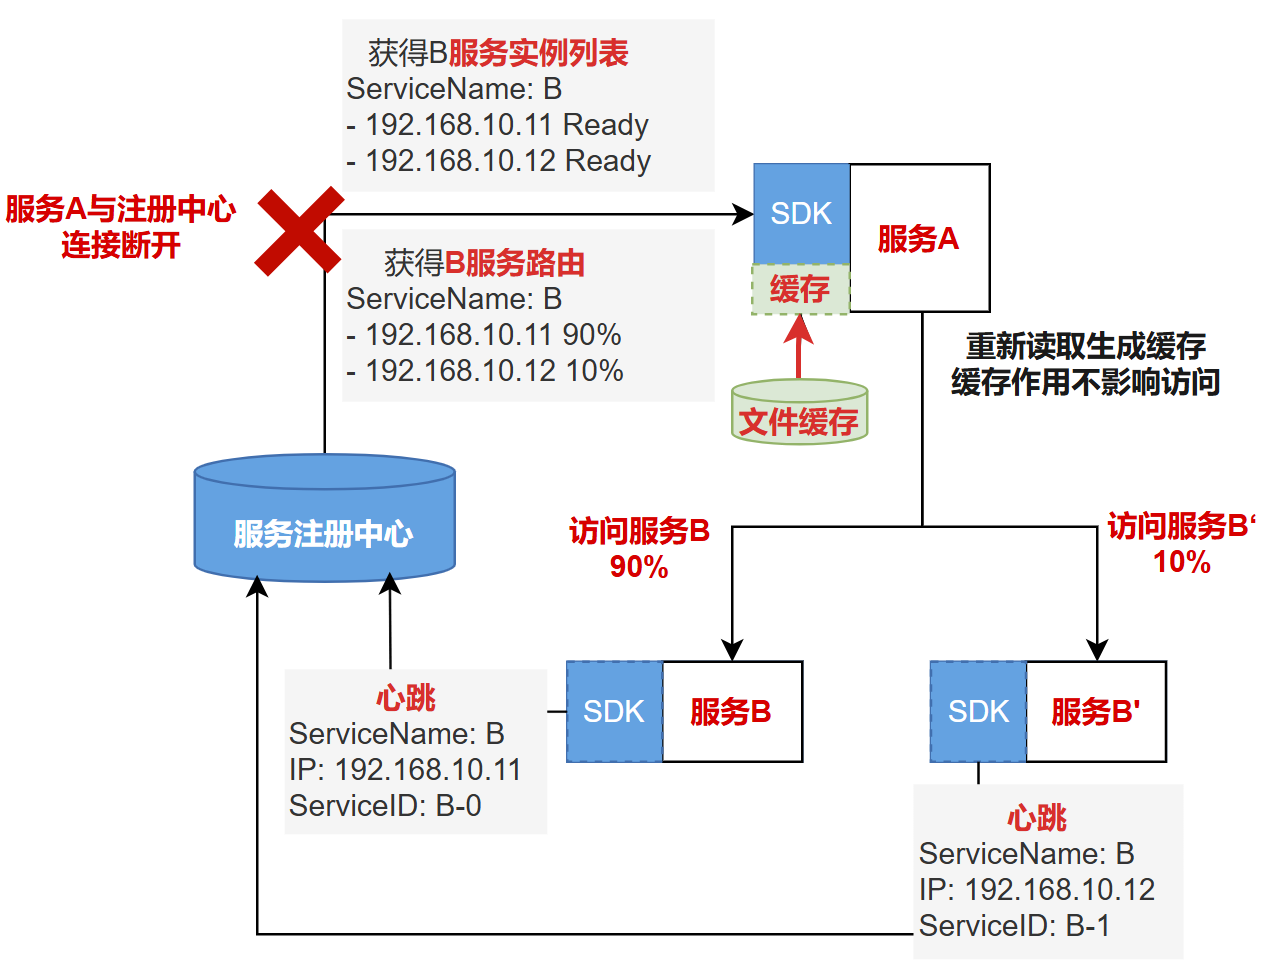 获得B服务实例列表
ServiceName: B
- 192.168.10.11 Ready
- 192.168.10.12 Ready
服务A与注册中心
连接断开
SDK
服务A
缓存
获得B服务路由
ServiceName: B
- 192.168.10.11 90%
- 192.168.10.12 10%
重新读取生成缓存
缓存作用不影响访问
文件缓存
服务注册中心
访问服务B
90%
访问服务B‘
10%
心跳
ServiceName: B
IP: 192.168.10.11
ServiceID: B-0
SDK
服务B
SDK
服务B'
心跳
ServiceName: B
IP: 192.168.10.12
ServiceID: B-1